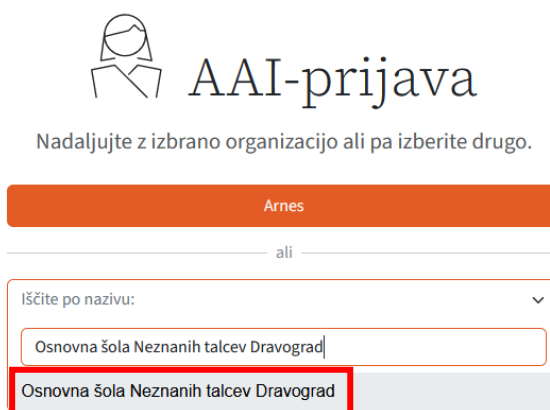 AAI-prijava
Nadaljujte z izbrano organizacijo ali pa izberite drugo.
Arnes
ali
Iščite po nazivu:
Osnovna šola Neznanih talcev Dravograd
Osnovna šola Neznanih talcev Dravograd